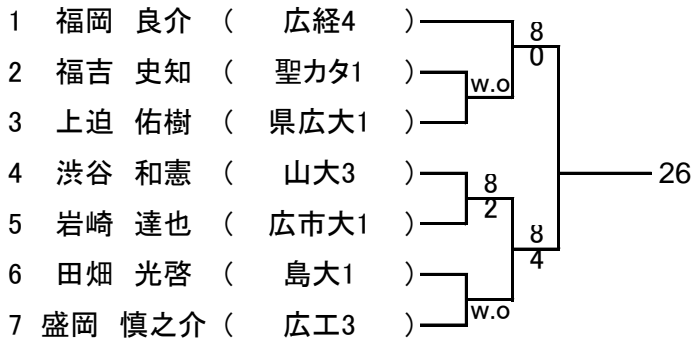 1 福岡 良介 ( 広経4 )
8
0
2 福吉 史知 ( 聖カタ1 )
w.o
3 上迫 佑樹 ( 県広大1 )
4 渋谷 和憲 ( 山大3 )
26
8
2
5 岩崎 達也 ( 広市大1 )
8
4
6 田畑 光啓 ( 島大1 )
w.o
7 盛岡 慎之介 ( 広工3 )